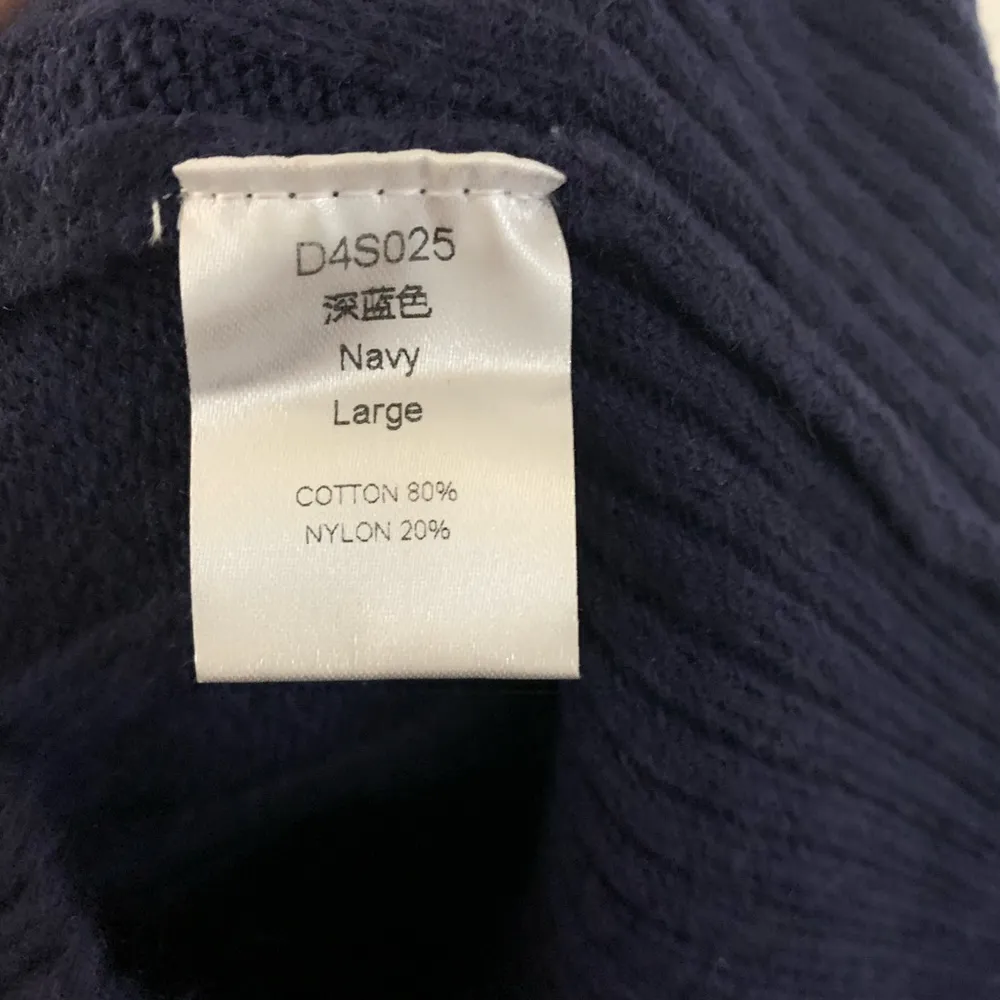 D4S025
深蓝色
Navy
Large
COTTON 80%
NYLON 20%